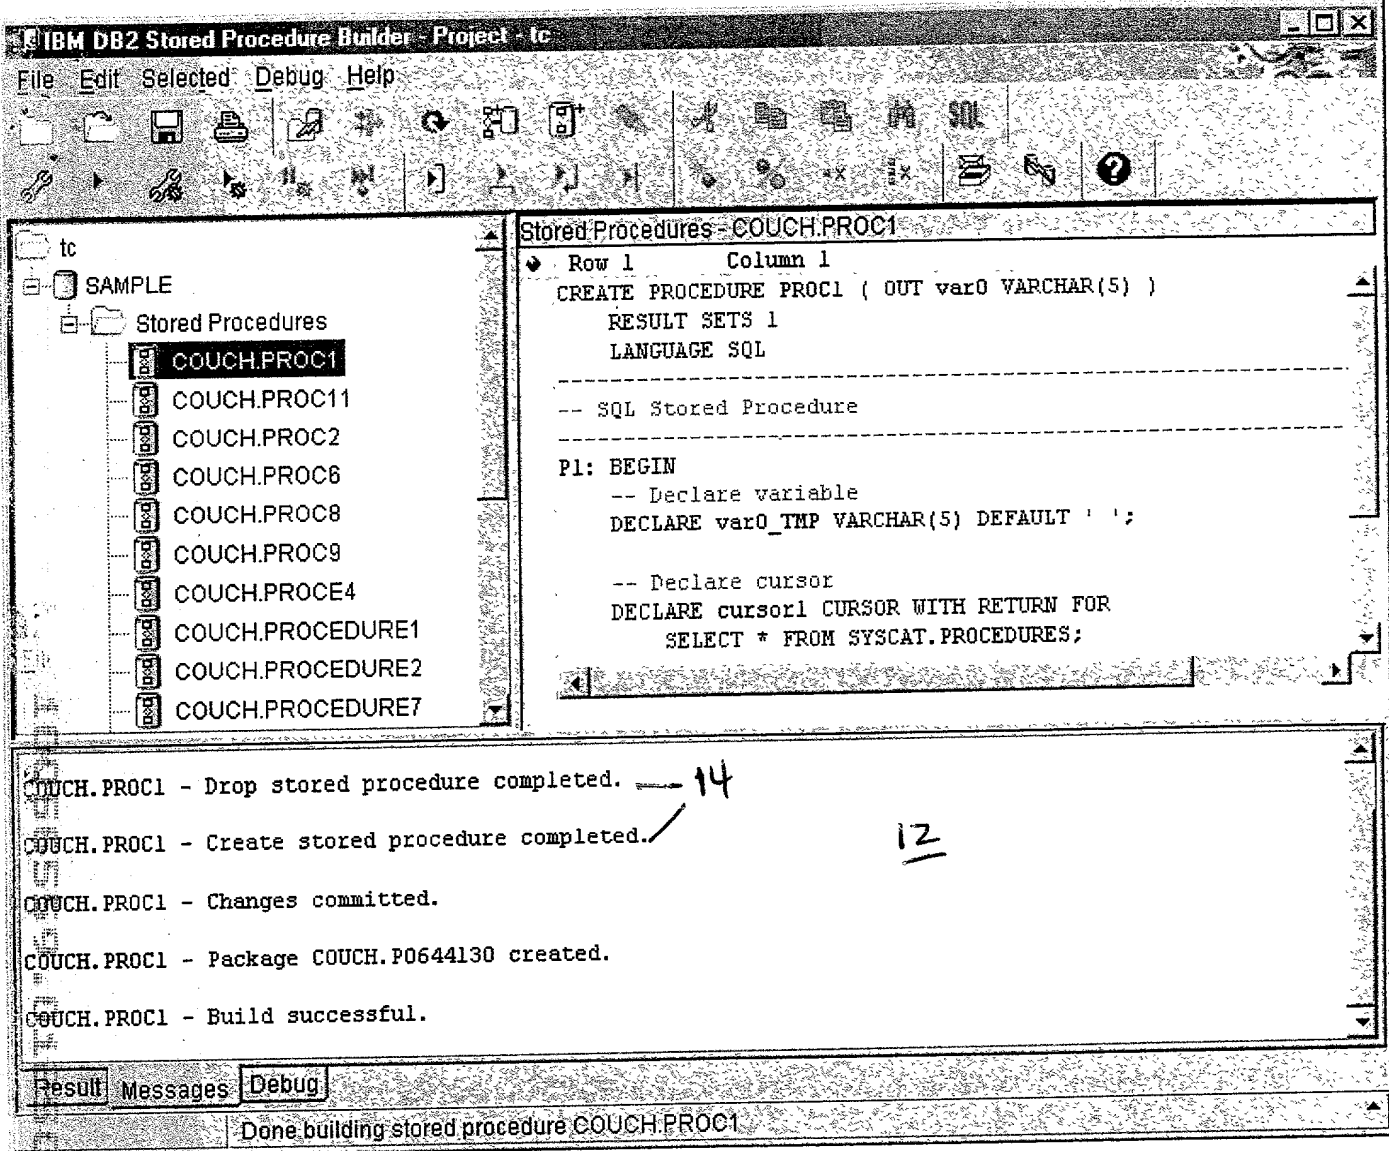 IBM DB2 Stored Procedure Builder - Project - tc
File Edit Selected Debug Help
SQL
tc
SAMPLE
Stored Procedures
COUCH.PROC1
COUCH.PROC11
COUCH.PROC2
COUCH.PROC6
COUCH.PROC8
COUCH.PROC9
COUCH.PROCE4
COUCH.PROCEDURE1
COUCH.PROCEDURE2
COUCH.PROCEDURE7
Stored Procedures - COUCH.PROC1
Row 1 Column 1
CREATE PROCEDURE PROC1 ( OUT var0 VARCHAR(5) )
RESULT SETS 1
LANGUAGE SQL
------------------------------------------------------------
-- SQL Stored Procedure
------------------------------------------------------------
P1: BEGIN
-- Declare variable
DECLARE var0_TMP VARCHAR(5) DEFAULT ' ';
-- Declare cursor
DECLARE cursor1 CURSOR WITH RETURN FOR
SELECT * FROM SYSCAT.PROCEDURES;
COUCH.PROC1 - Drop stored procedure completed. 14
COUCH.PROC1 - Create stored procedure completed.
12
COUCH.PROC1 - Changes committed.
COUCH.PROC1 - Package COUCH.P0644130 created.
COUCH.PROC1 - Build successful.
Result Messages Debug
Done building stored procedure COUCH.PROC1